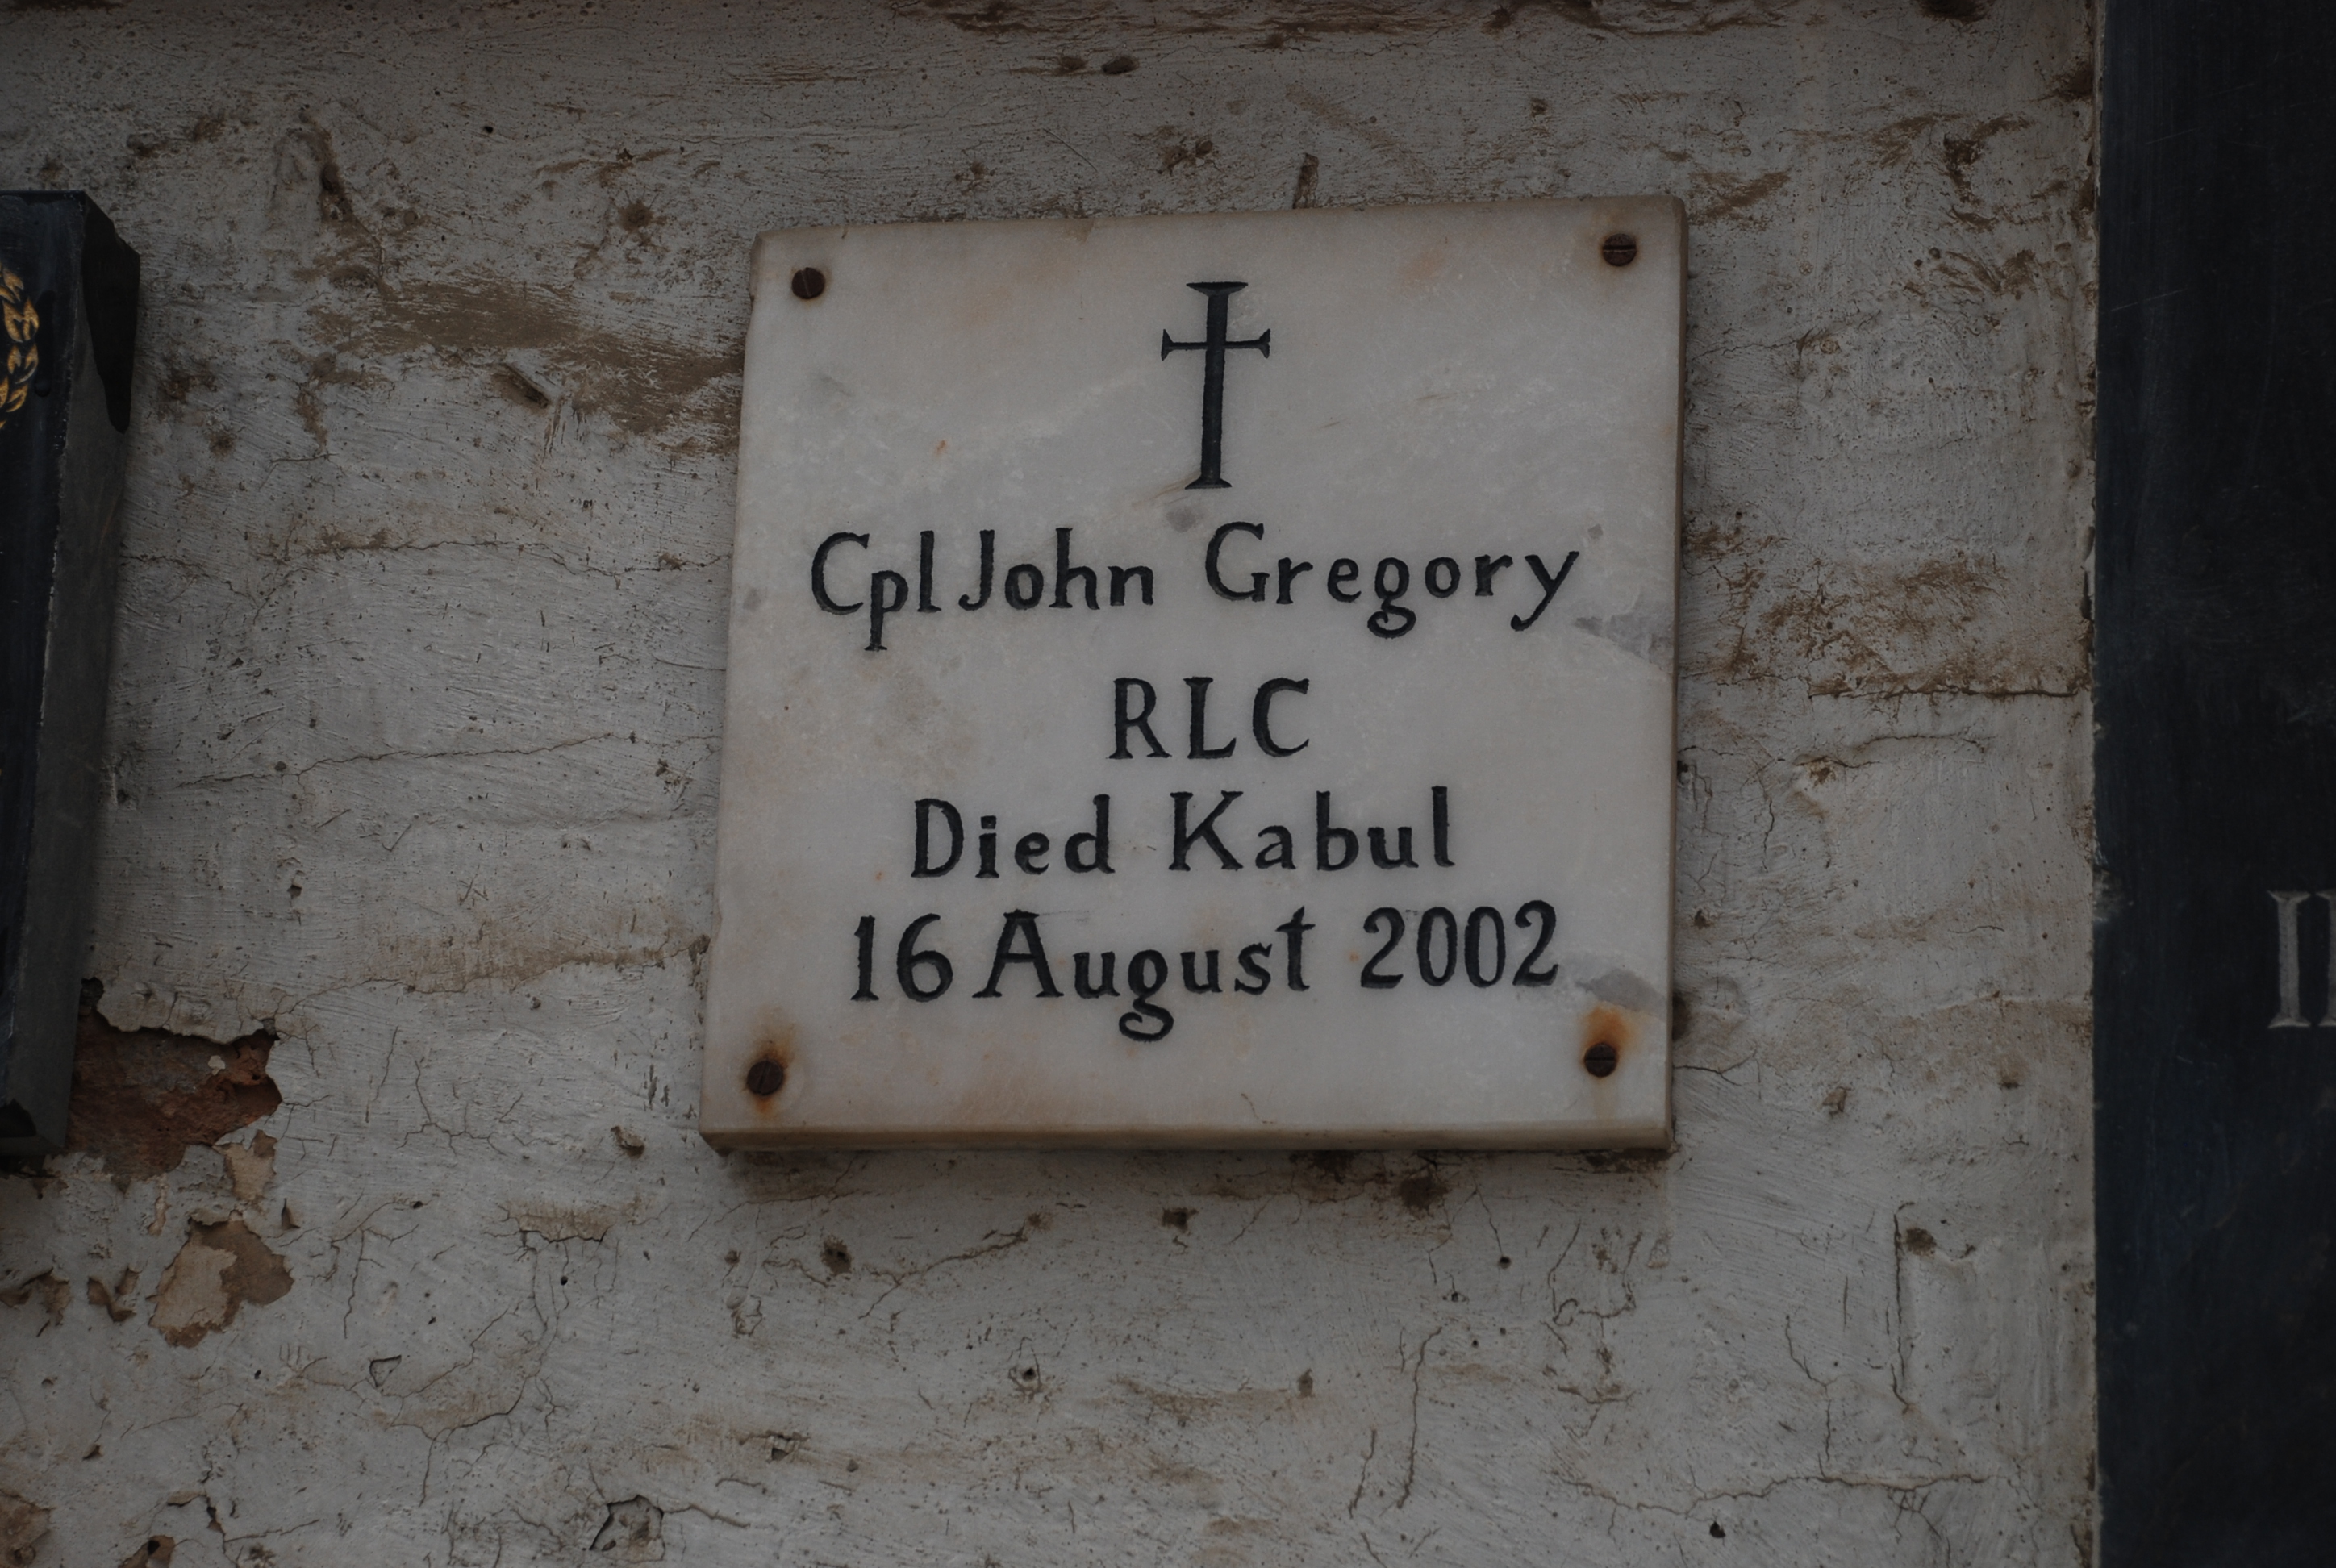 Cpl John Gregory
RLC
Died Kabul
16 August 2002